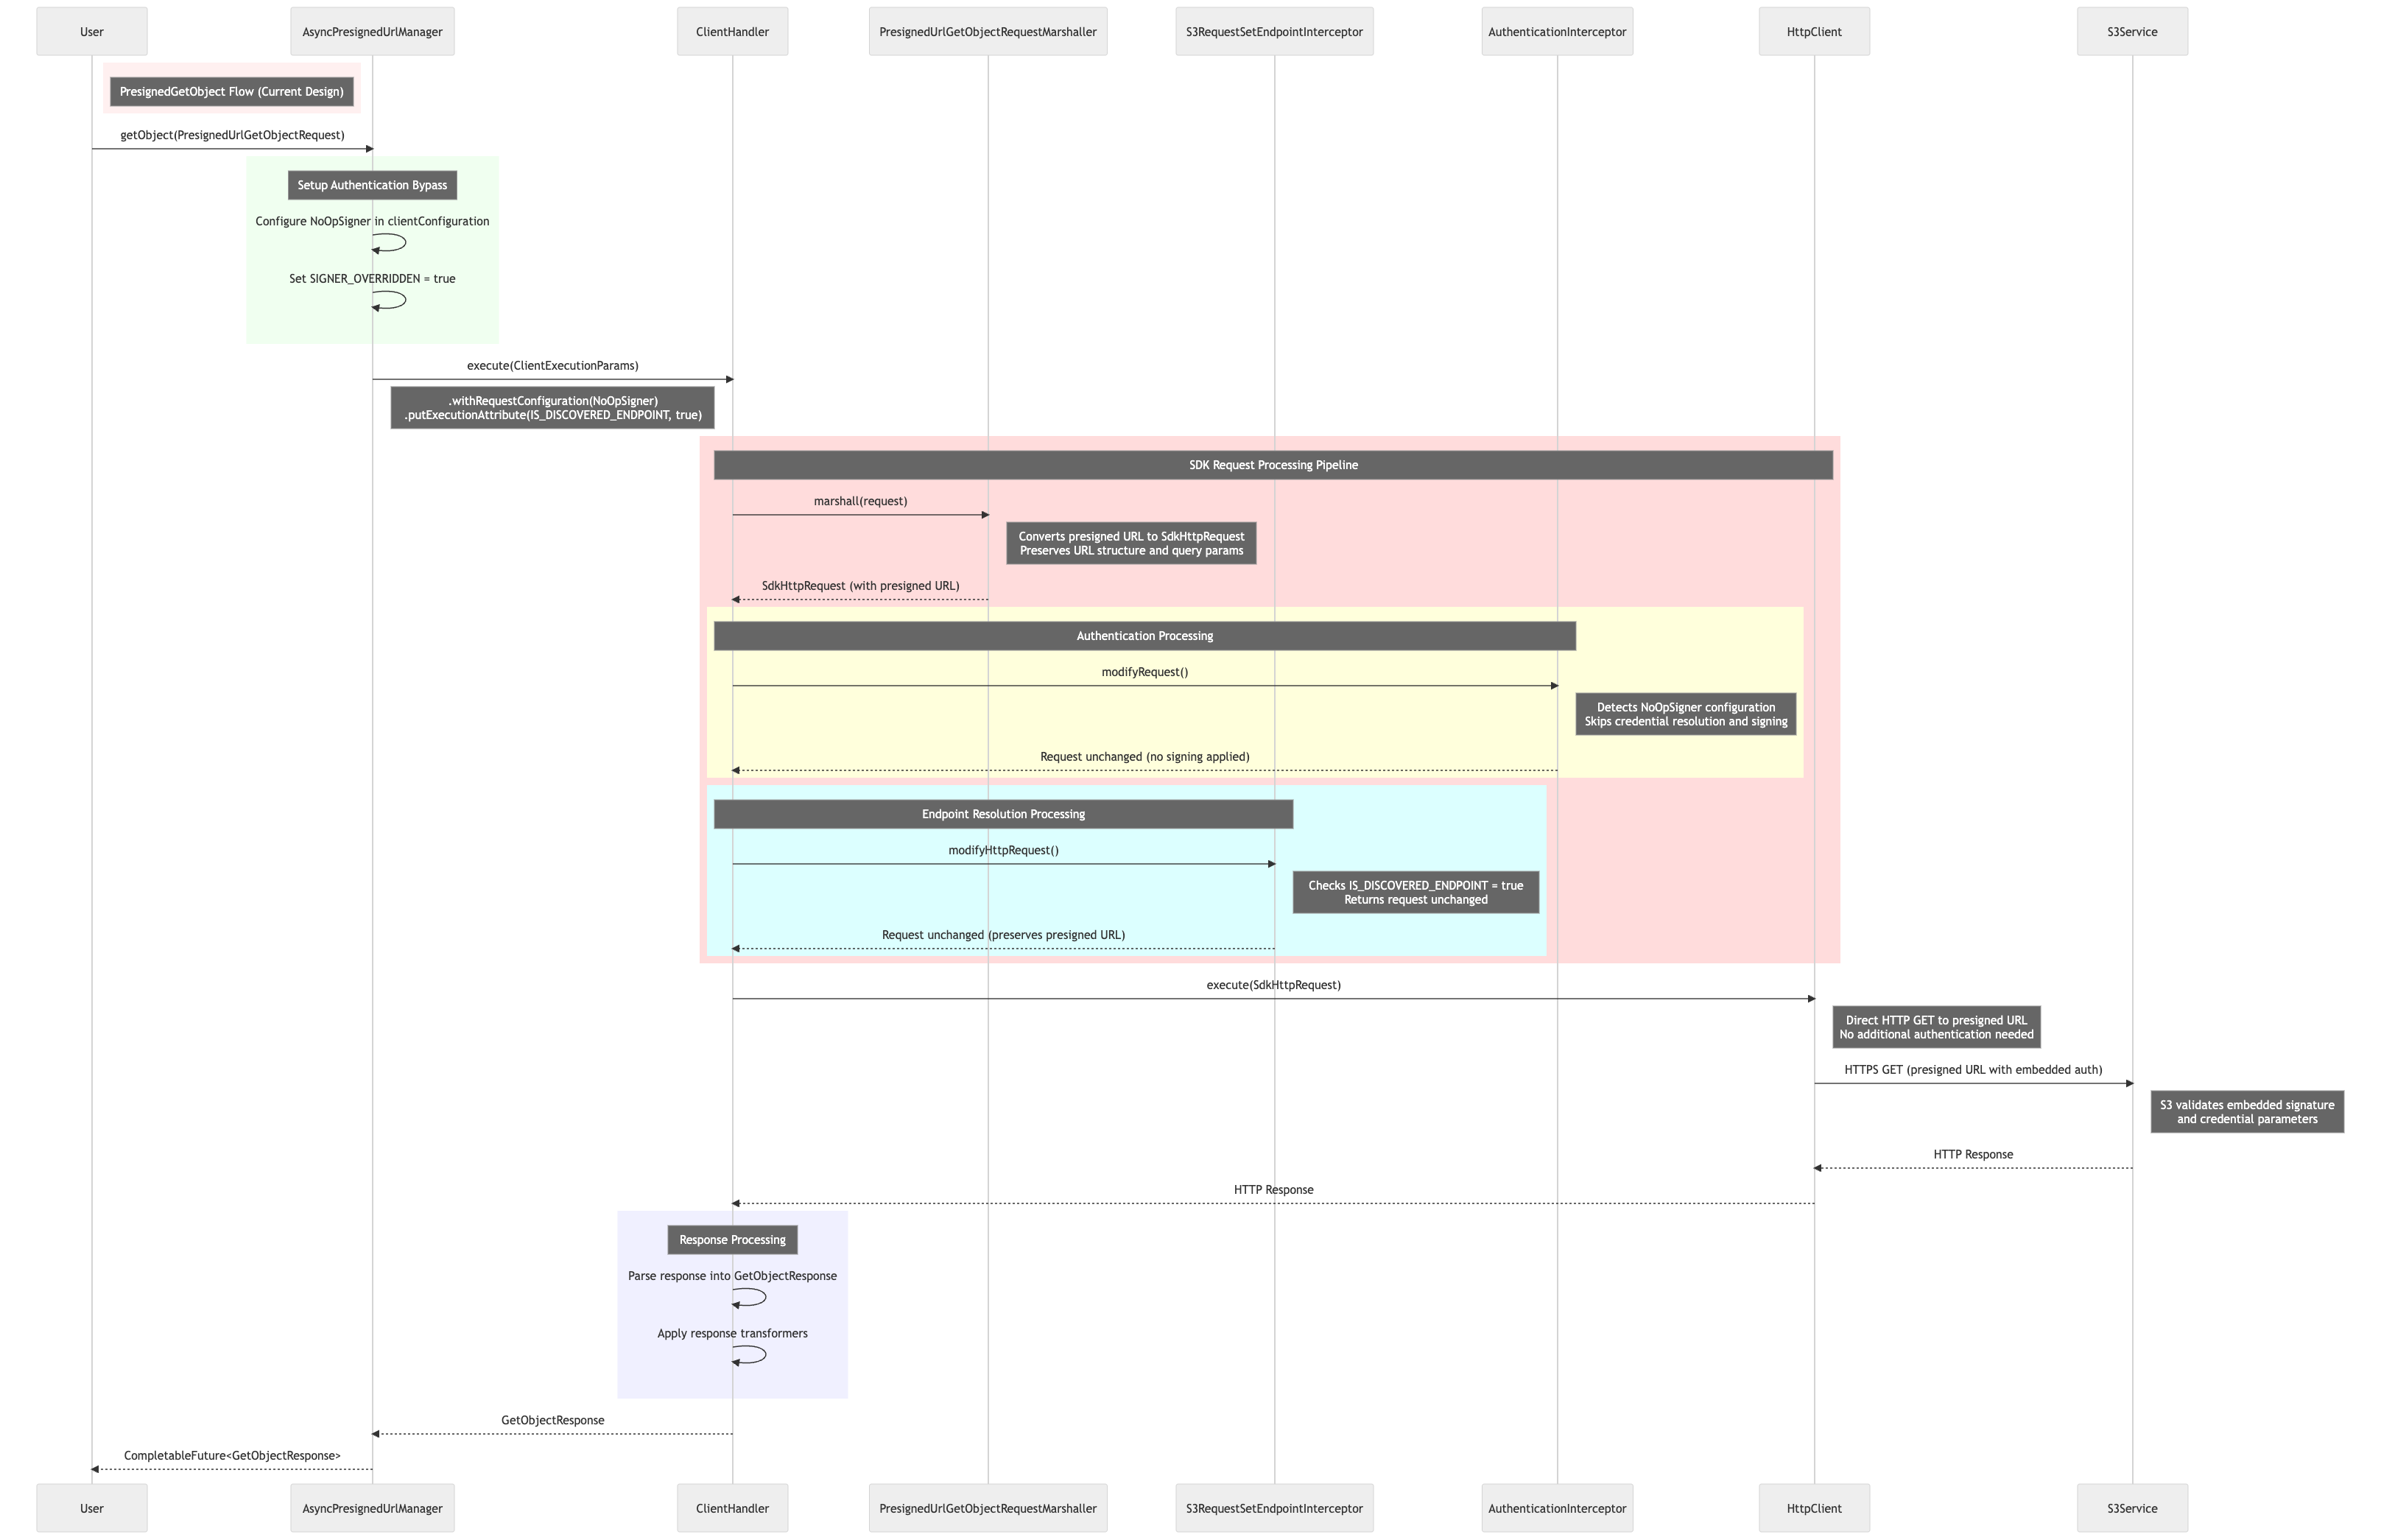 User
AsyncPresignedUrlManager
ClientHandler
PresignedUrlGetObjectRequestMarshaller
S3RequestSetEndpointInterceptor
AuthenticationInterceptor
HttpClient
S3Service
PresignedGetObject Flow (Current Design)
getObject(PresignedUrlGetObjectRequest)
Setup Authentication Bypass
Configure NoOpSigner in clientConfiguration
Set SIGNER_OVERRIDDEN = true
execute(ClientExecutionParams)
.withRequestConfiguration(NoOpSigner)
.putExecutionAttribute(IS_DISCOVERED_ENDPOINT, true)
SDK Request Processing Pipeline
marshall(request)
Converts presigned URL to SdkHttpRequest
Preserves URL structure and query params
SdkHttpRequest (with presigned URL)
Authentication Processing
modifyRequest()
Detects NoOpSigner configuration
Skips credential resolution and signing
Request unchanged (no signing applied)
Endpoint Resolution Processing
modifyHttpRequest()
Checks IS_DISCOVERED_ENDPOINT = true
Returns request unchanged
Request unchanged (preserves presigned URL)
execute(SdkHttpRequest)
Direct HTTP GET to presigned URL
No additional authentication needed
HTTPS GET (presigned URL with embedded auth)
S3 validates embedded signature
and credential parameters
HTTP Response
HTTP Response
Response Processing
Parse response into GetObjectResponse
Apply response transformers
GetObjectResponse
CompletableFuture<GetObjectResponse>
User
AsyncPresignedUrlManager
ClientHandler
PresignedUrlGetObjectRequestMarshaller
S3RequestSetEndpointInterceptor
AuthenticationInterceptor
HttpClient
S3Service